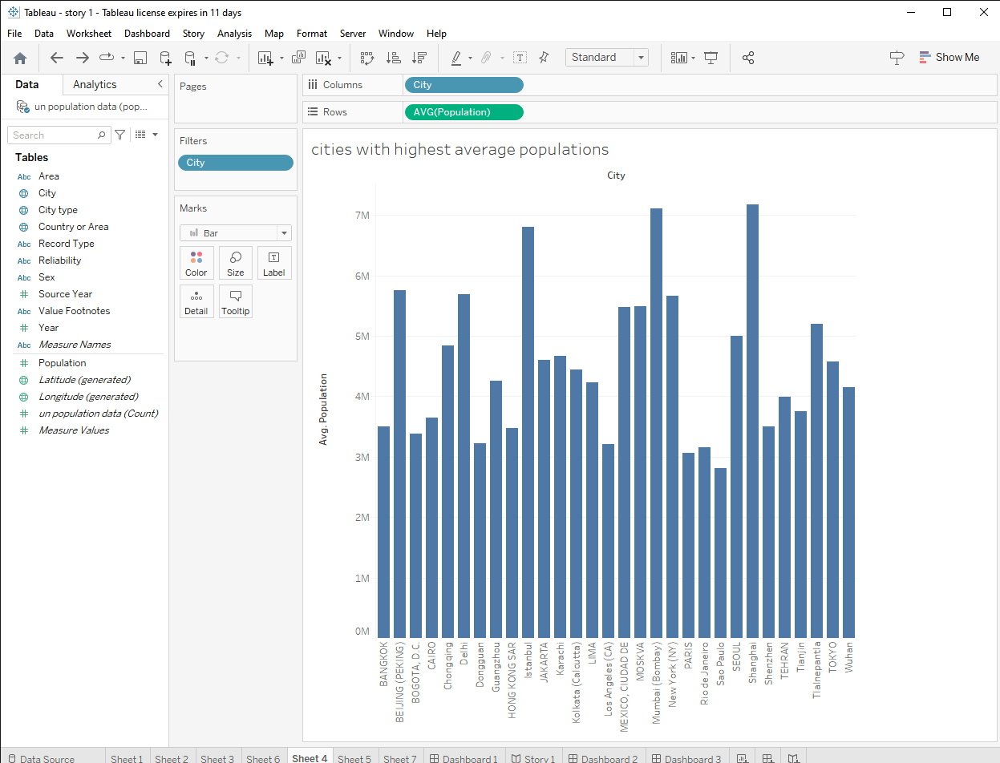 Tableau - story 1 - Tableau license expires in 11 days
File Data Worksheet Dashboard Story Analysis Map Format Server Window Help
Standard
Show Me
Data Analytics
un population data (pop...
Search
Tables
Abc Area
City
City type
Country or Area
Abc Record Type
Abc Reliability
Abc Sex
Source Year
Abc Value Footnotes
Year
Abc Measure Names
Population
Latitude (generated)
Longitude (generated)
un population data (Count)
Measure Values
Pages
Filters
City
Marks
Bar
Color Size Label
Detail Tooltip
Columns City
Rows AVG(Population)
cities with highest average populations
City
7M
6M
5M
4M
3M
2M
1M
0M
Avg. Population
BANGKOK
BEIJING (PEKING)
BOGOTA, D.C.
CAIRO
Chongqing
Delhi
Dongguan
Guangzhou
HONG KONG SAR
Istanbul
JAKARTA
Karachi
Kolkata (Calcutta)
LIMA
Los Angeles (CA)
MEXICO, CIUDAD DE
MOSKVA
Mumbai (Bombay)
New York (NY)
PARIS
Rio de Janeiro
Sao Paulo
SEOUL
Shanghai
Shenzhen
TEHRAN
Tianjin
Tlalnepantla
TOKYO
Wuhan
Data Source Sheet 1 Sheet 2 Sheet 3 Sheet 6 Sheet 4 Sheet 5 Sheet 7 Dashboard 1 Story 1 Dashboard 2 Dashboard 3